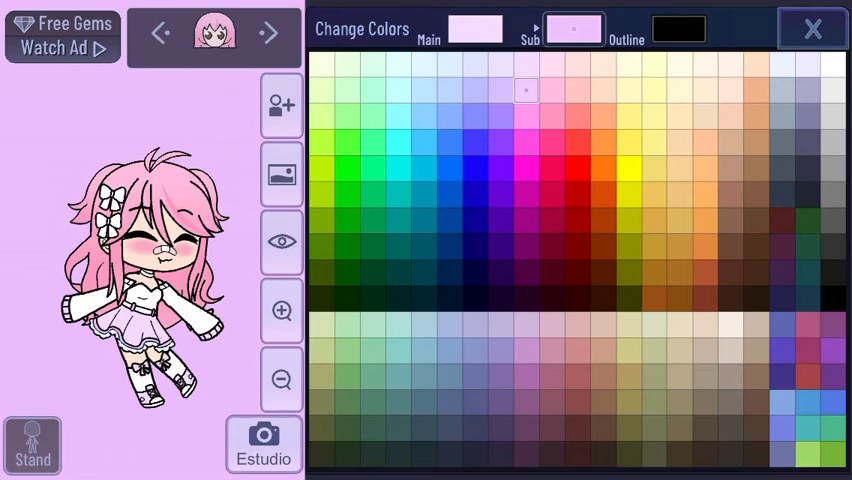 Free Gems
Watch Ad
Change Colors
Main
Sub
Outline
X
Stand
Estudio